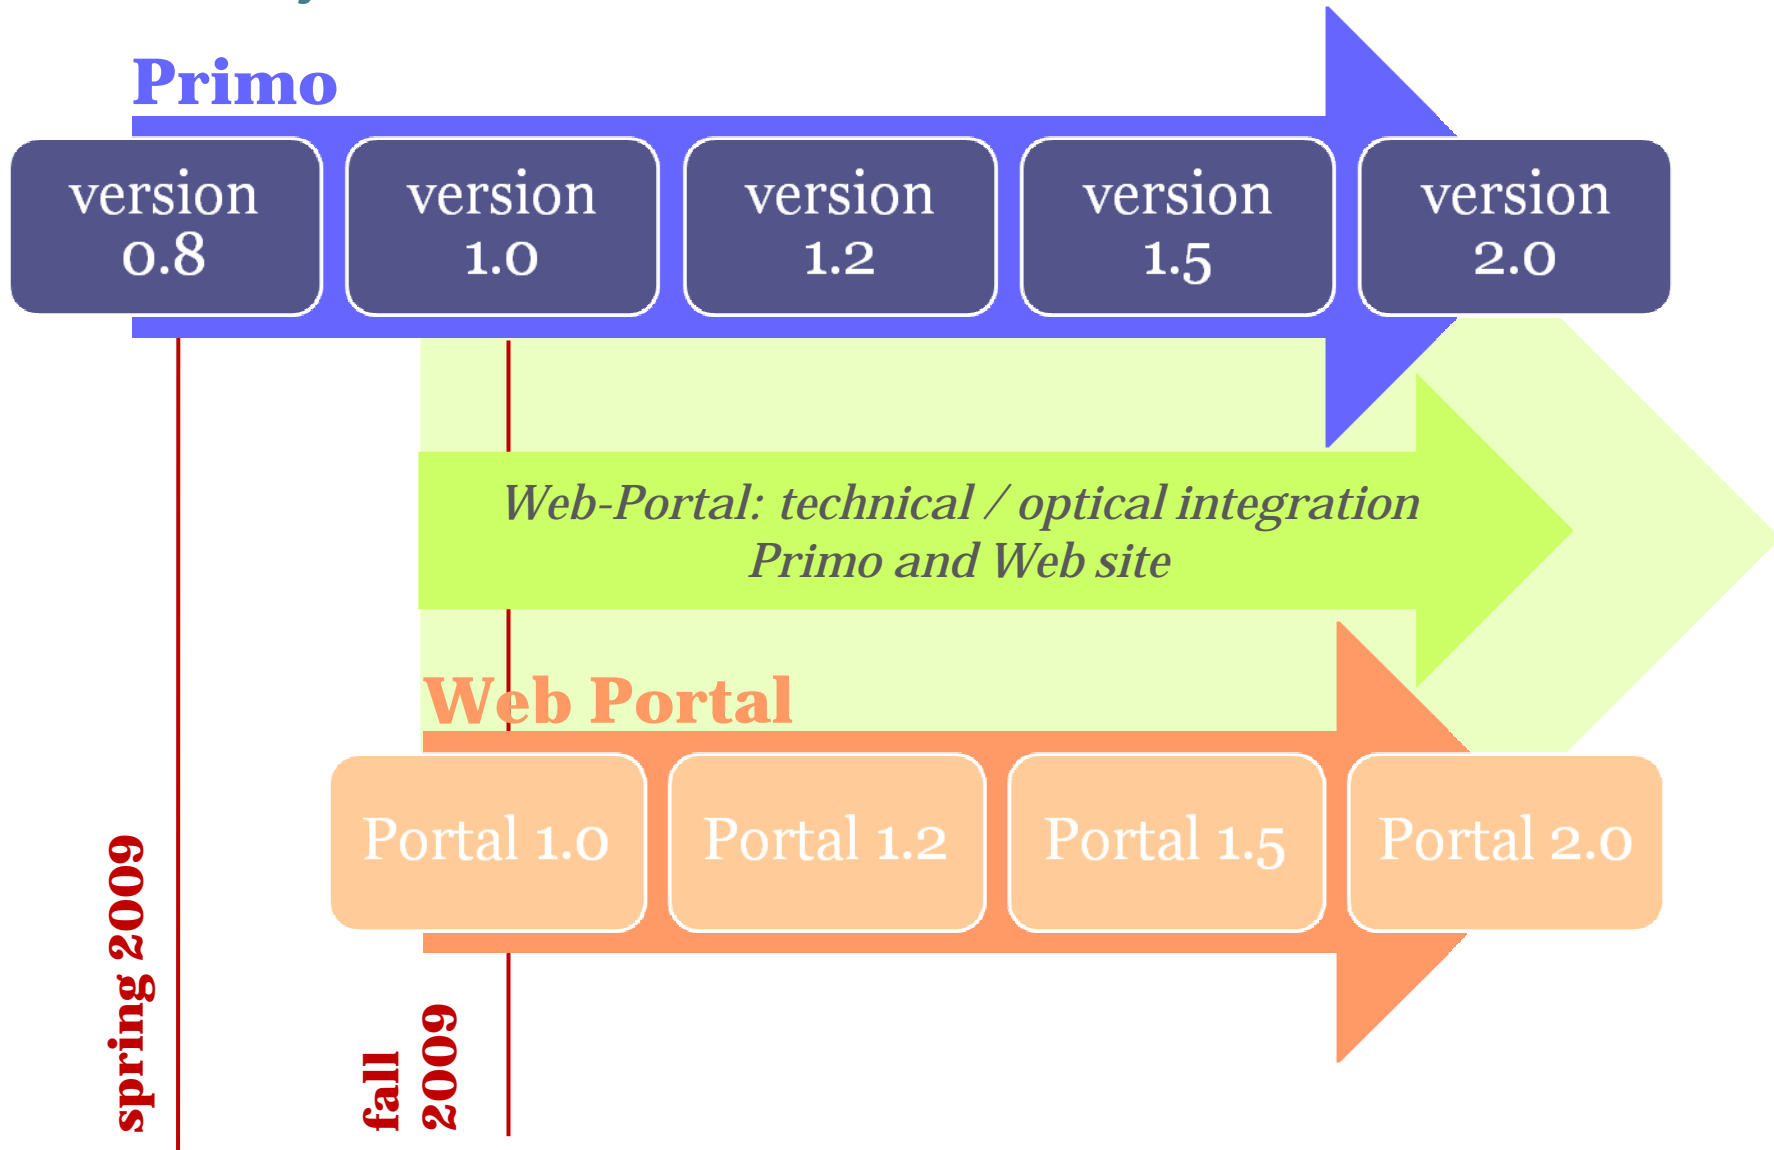 Primo
version
0.8
version
1.0
version
1.2
version
1.5
version
2.0
Web-Portal: technical / optical integration
Primo and Web site
Web Portal
Portal 1.0
Portal 1.2
Portal 1.5
Portal 2.0
spring 2009
fall
2009